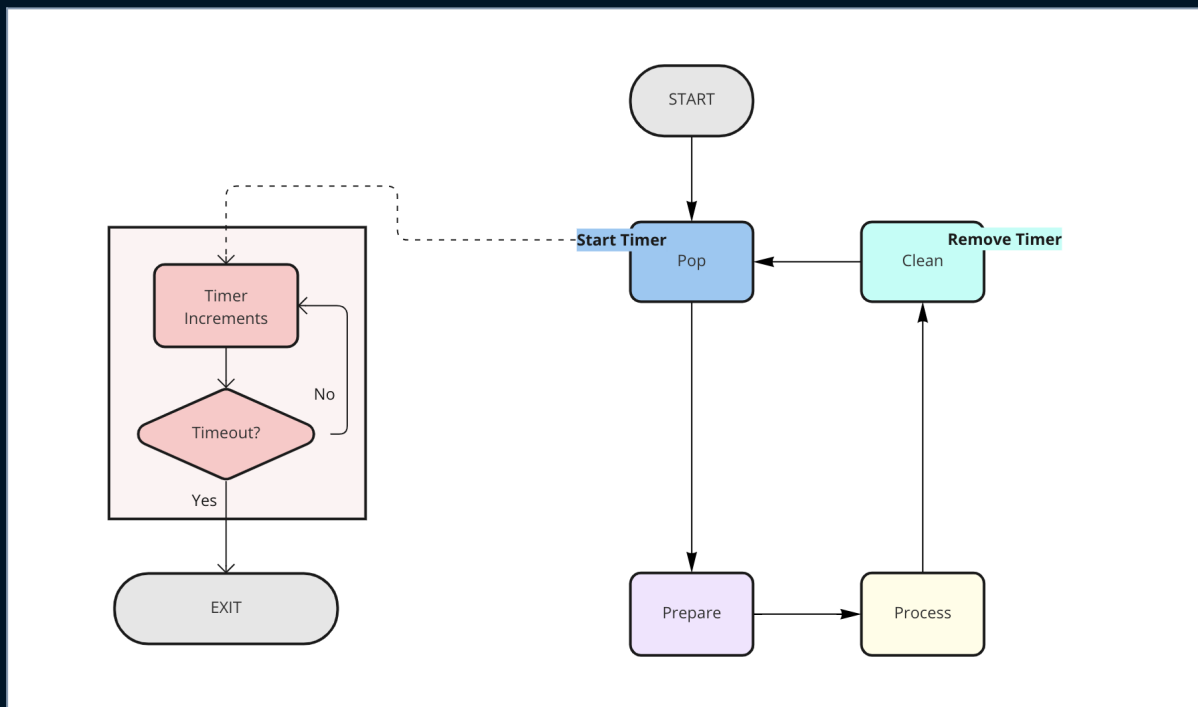 START
Start Timer
Pop
Clean
Remove Timer
Timer
Increments
No
Timeout?
Yes
EXIT
Prepare
Process